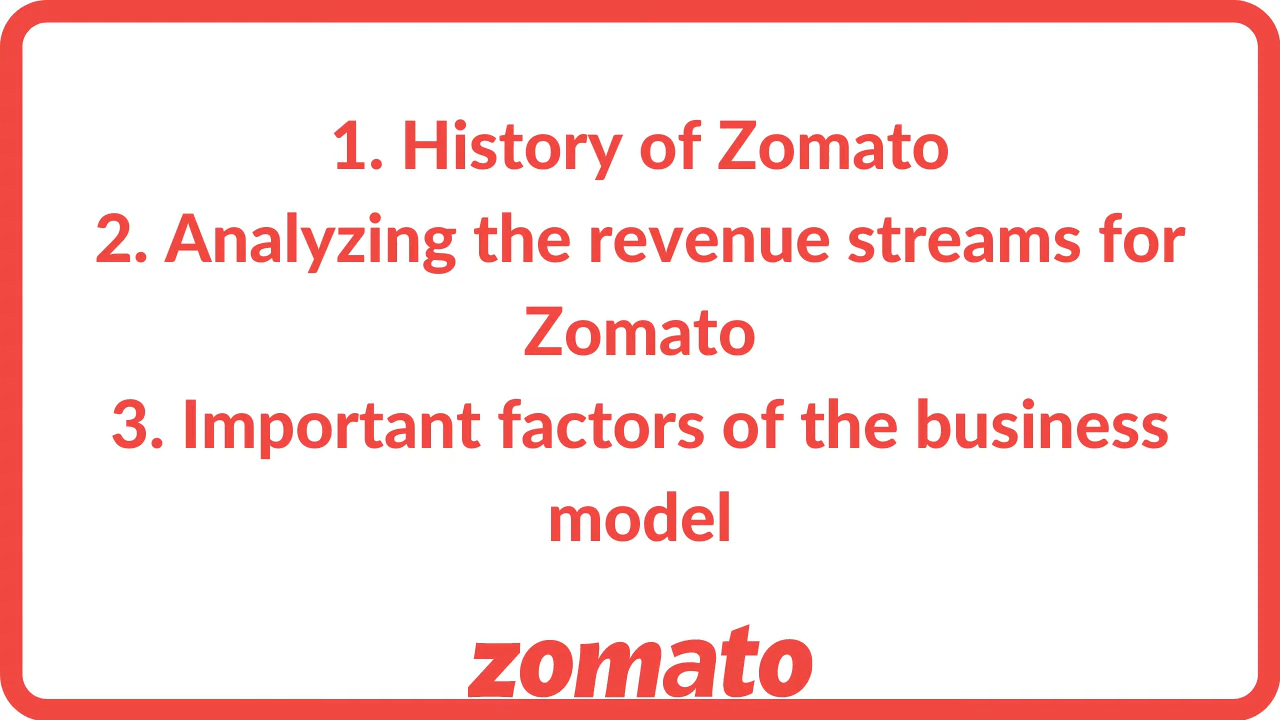 1. History of Zomato
2. Analyzing the revenue streams for
Zomato
3. Important factors of the business
model
zomato